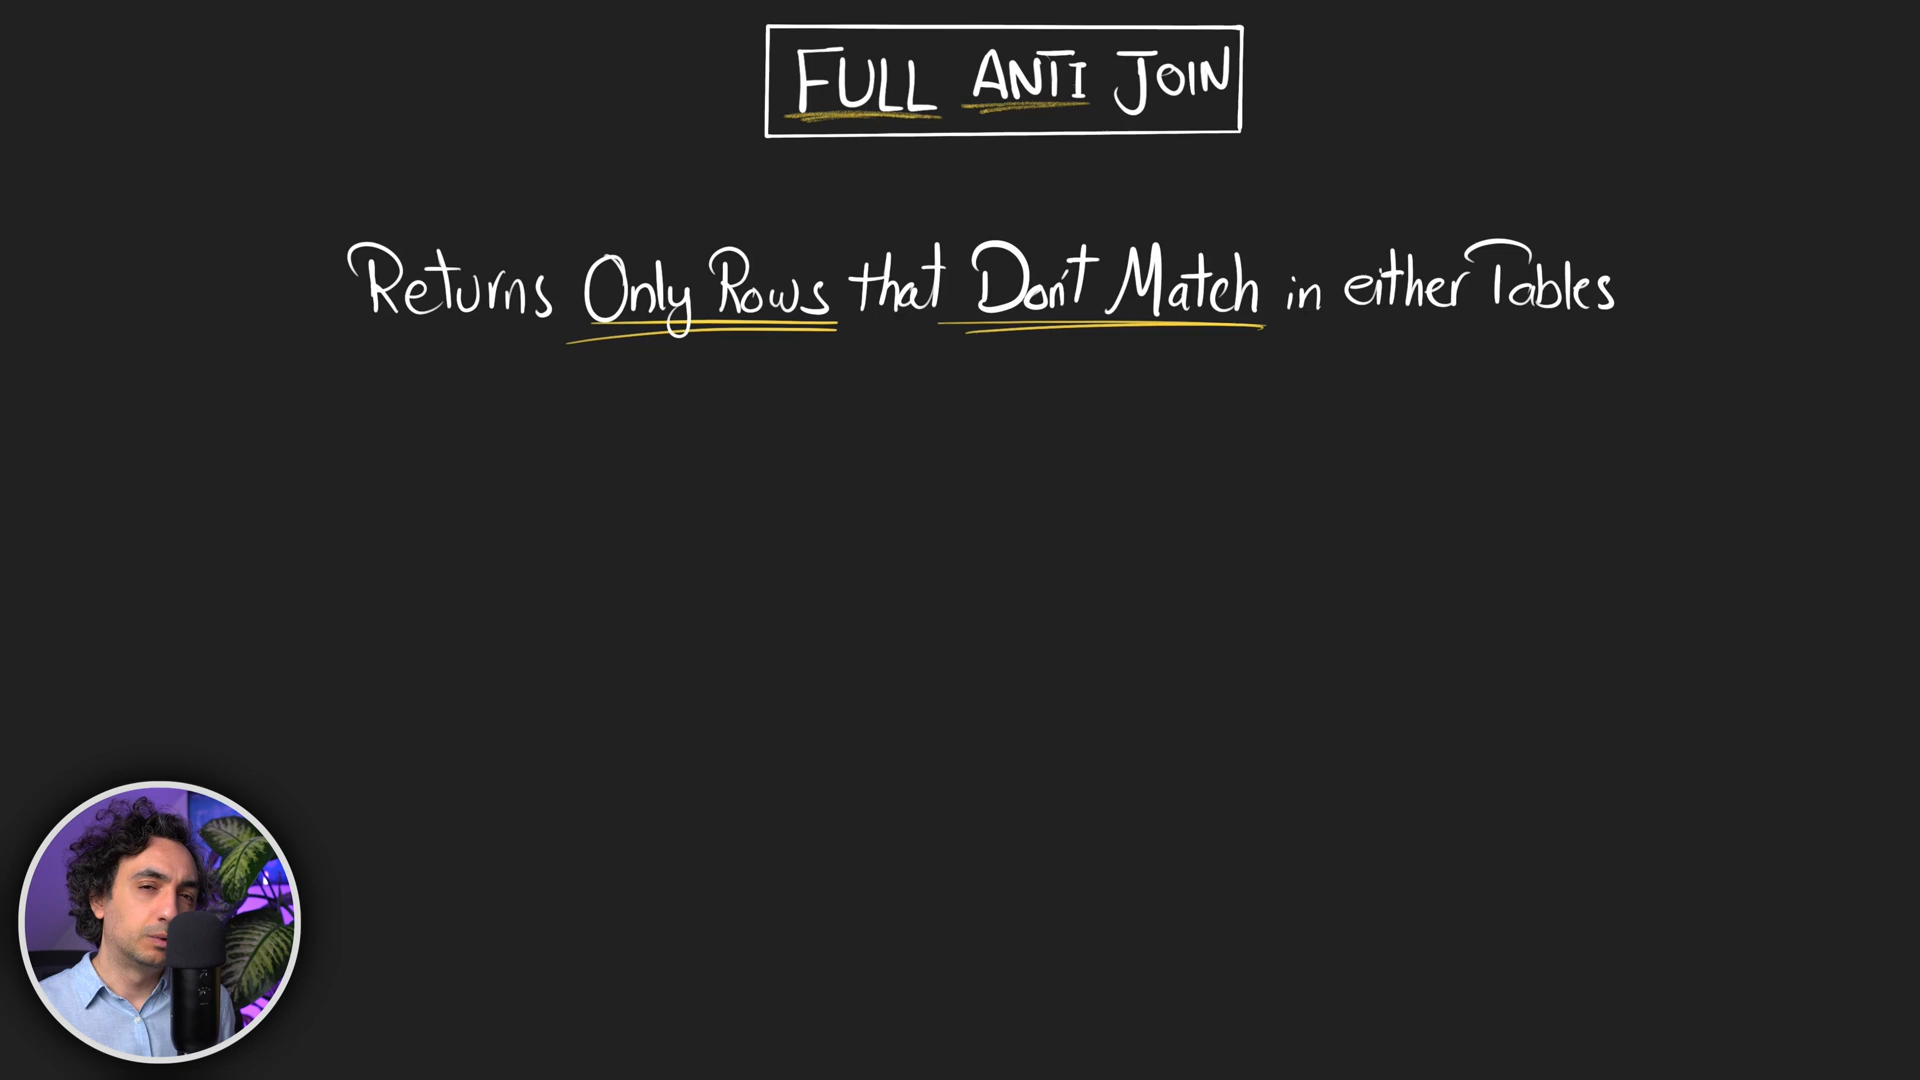 FULL ANTI JOIN
Returns Only Rows that Don't Match in either Tables